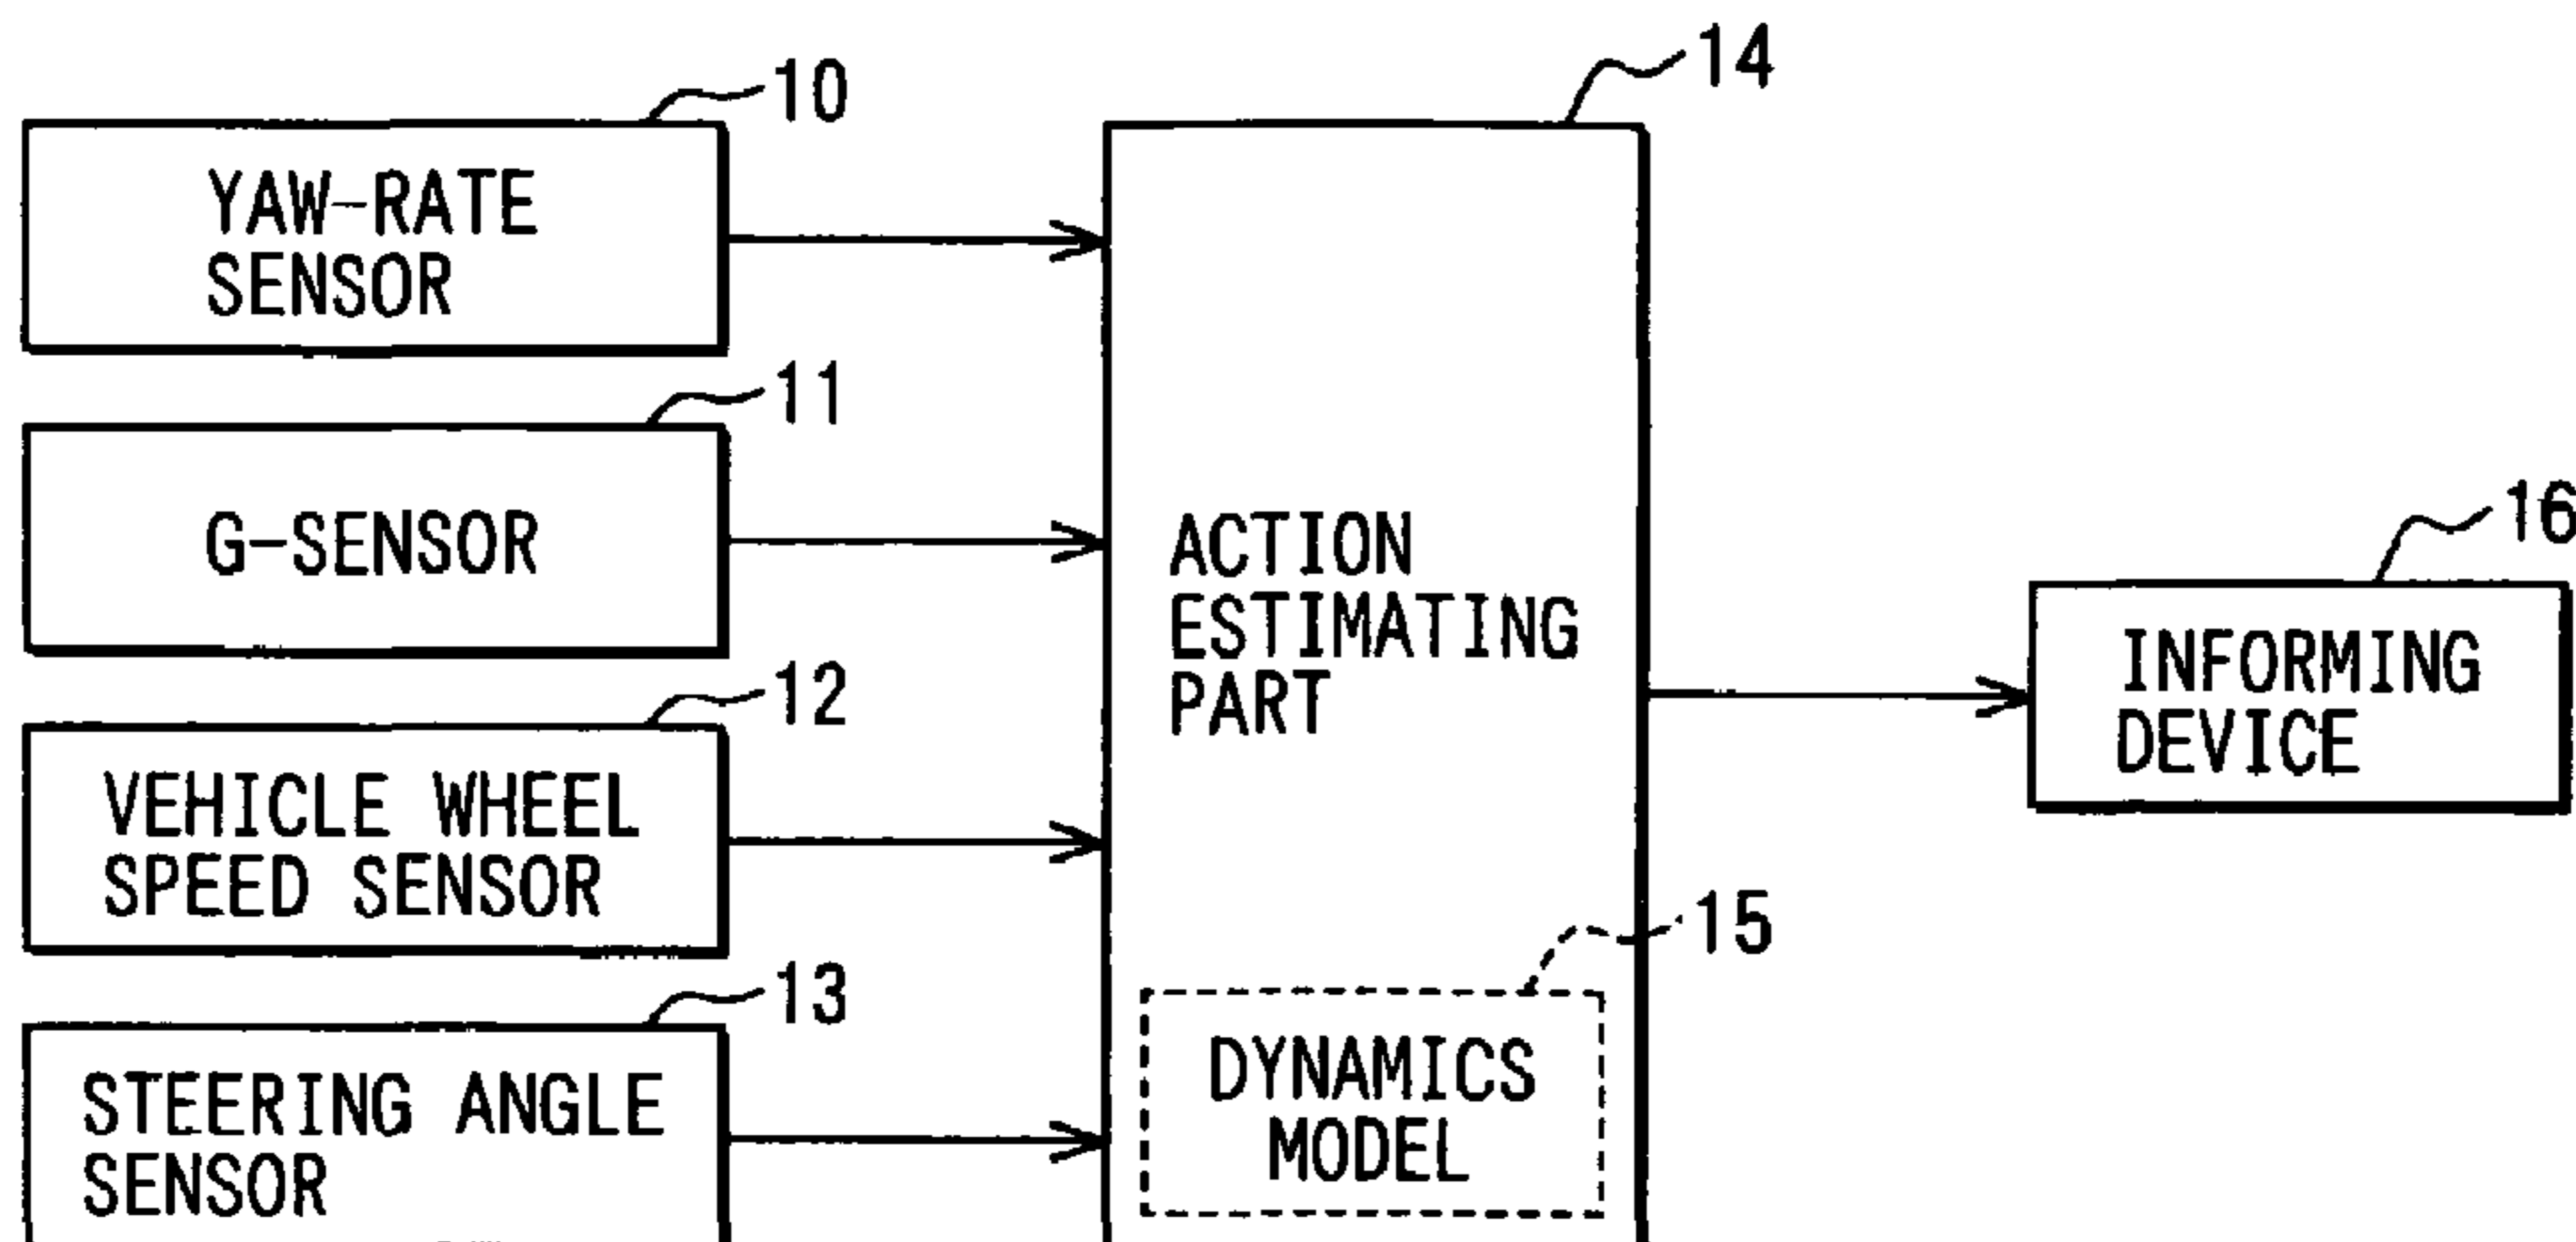 10
YAW-RATE
SENSOR
11
G-SENSOR
12
VEHICLE WHEEL
SPEED SENSOR
13
STEERING ANGLE
SENSOR
14
ACTION
ESTIMATING
PART
15
DYNAMICS
MODEL
16
INFORMING
DEVICE